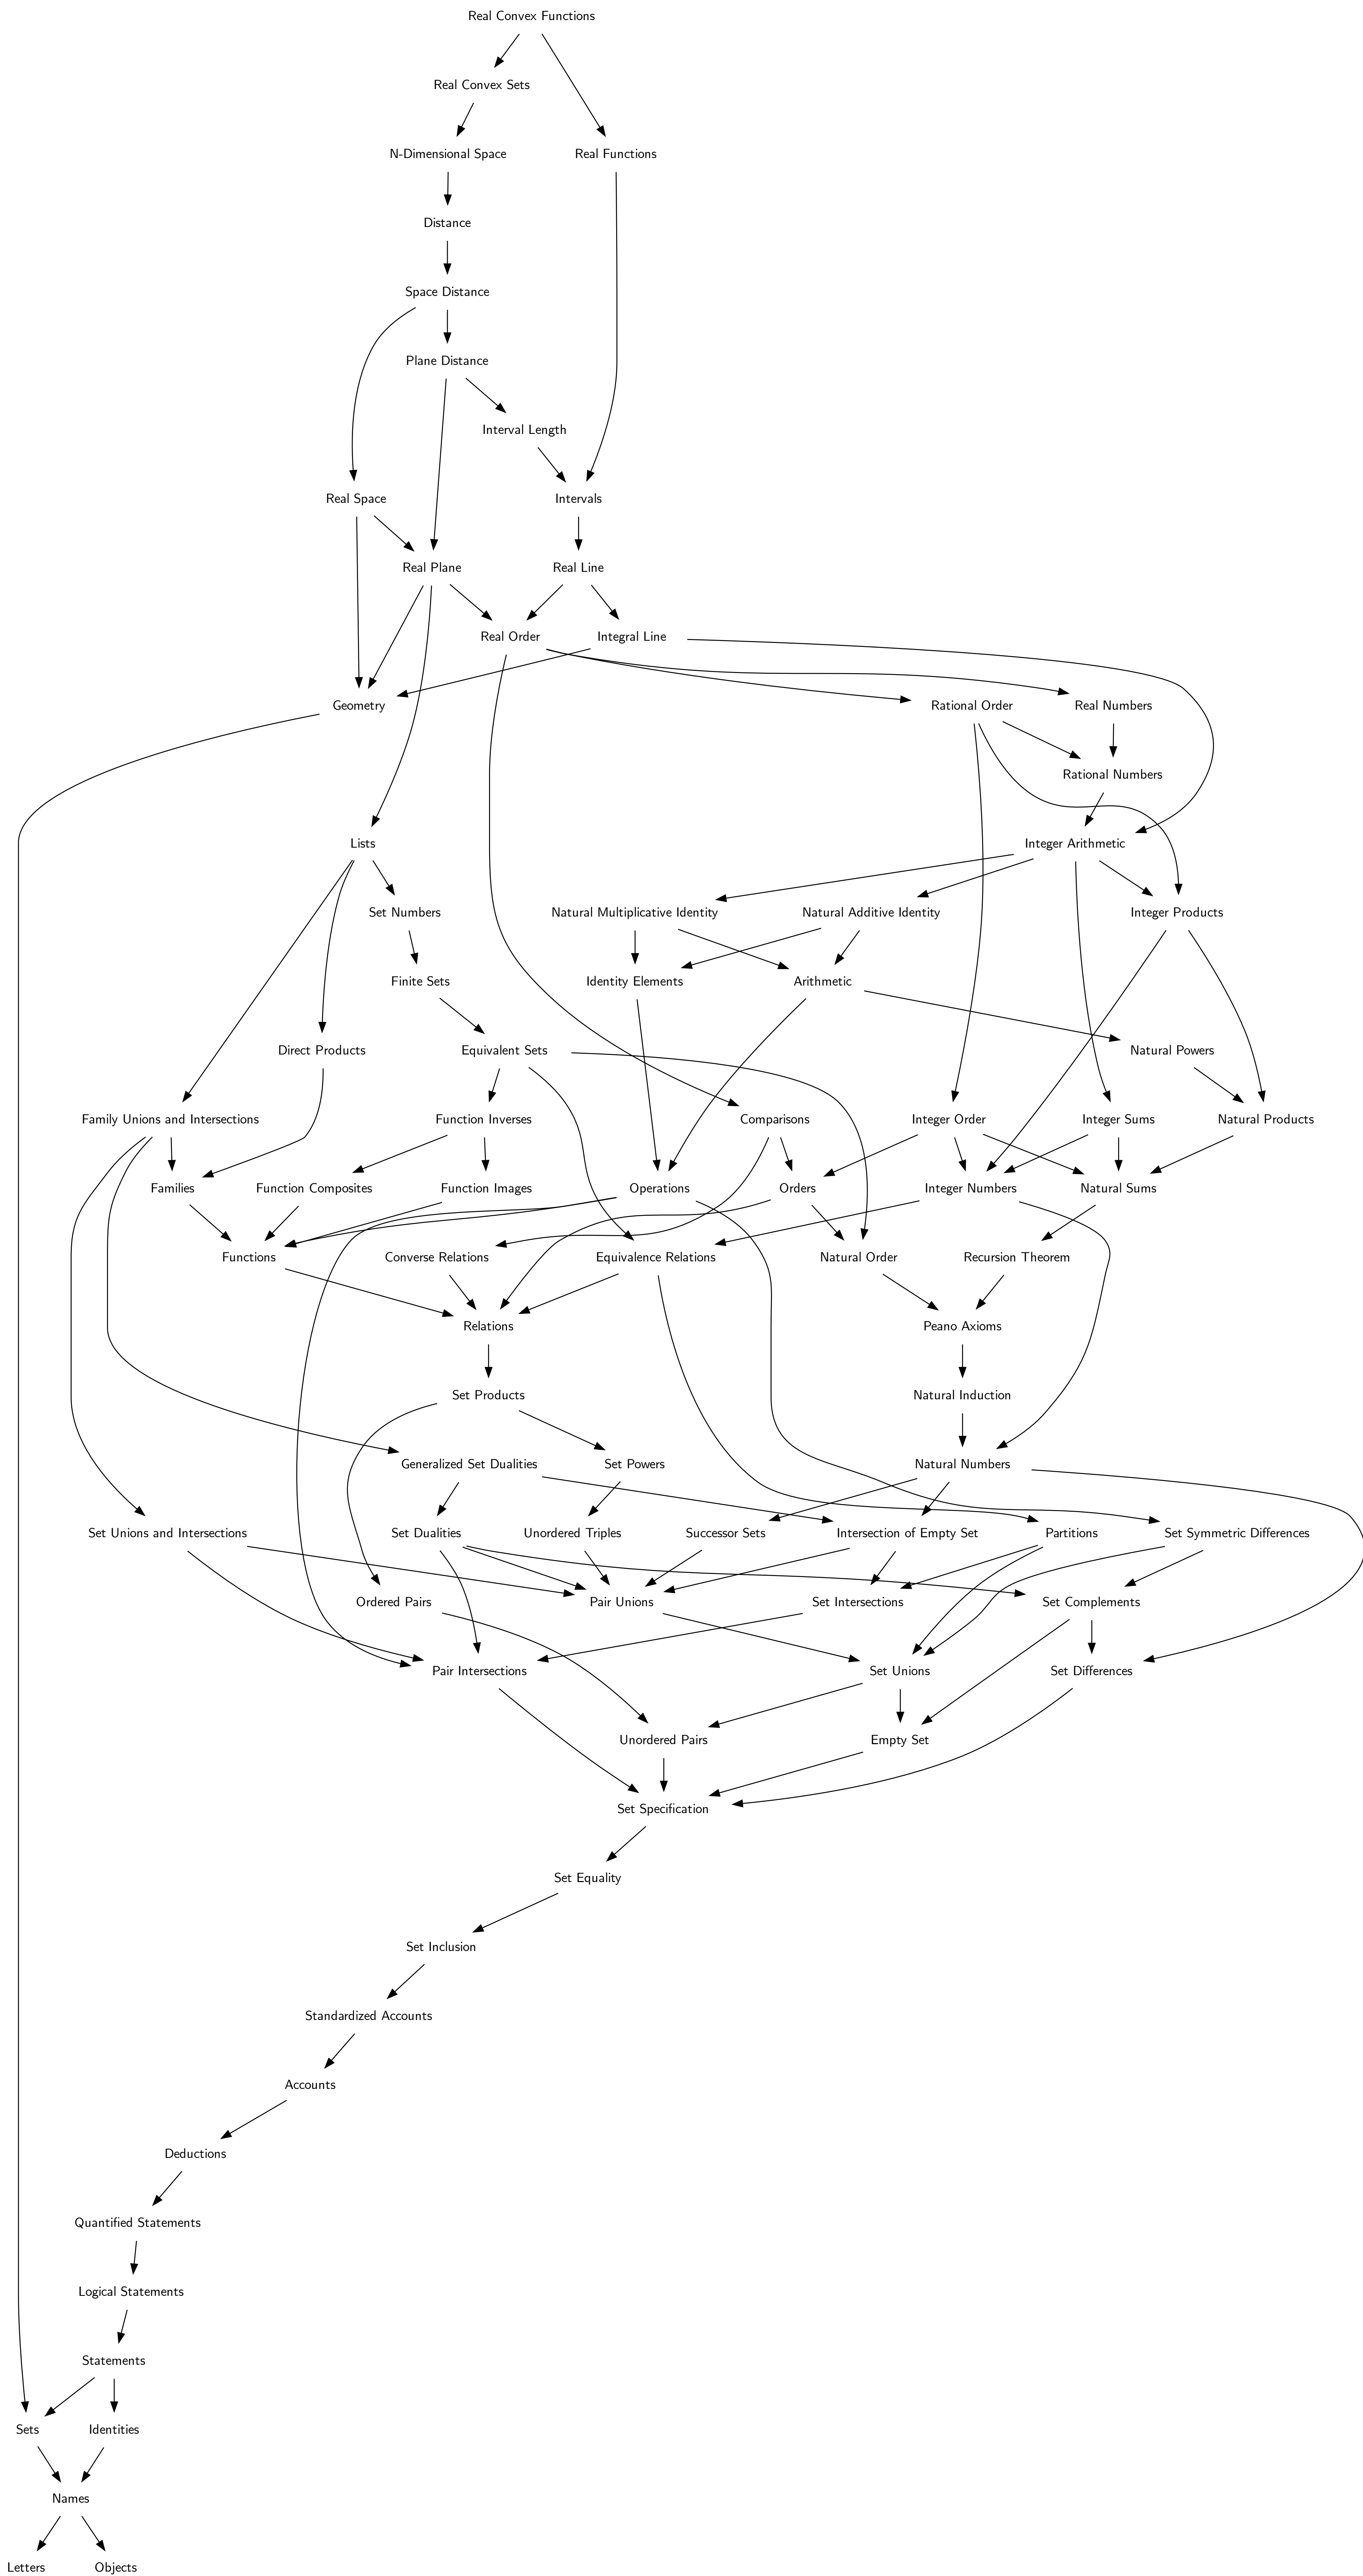 Real Convex Functions
Real Convex Sets
N-Dimensional Space
Real Functions
Distance
Space Distance
Plane Distance
Interval Length
Real Space
Intervals
Real Plane
Real Line
Real Order
Integral Line
Geometry
Rational Order
Real Numbers
Rational Numbers
Lists
Integer Arithmetic
Set Numbers
Natural Multiplicative Identity
Natural Additive Identity
Integer Products
Finite Sets
Identity Elements
Arithmetic
Direct Products
Equivalent Sets
Natural Powers
Family Unions and Intersections
Function Inverses
Comparisons
Integer Order
Integer Sums
Natural Products
Families
Function Composites
Function Images
Operations
Orders
Integer Numbers
Natural Sums
Functions
Converse Relations
Equivalence Relations
Natural Order
Recursion Theorem
Relations
Peano Axioms
Set Products
Natural Induction
Generalized Set Dualities
Set Powers
Natural Numbers
Set Unions and Intersections
Set Dualities
Unordered Triples
Successor Sets
Intersection of Empty Set
Partitions
Set Symmetric Differences
Ordered Pairs
Pair Unions
Set Intersections
Set Complements
Pair Intersections
Set Unions
Set Differences
Unordered Pairs
Empty Set
Set Specification
Set Equality
Set Inclusion
Standardized Accounts
Accounts
Deductions
Quantified Statements
Logical Statements
Statements
Sets
Identities
Names
Letters
Objects